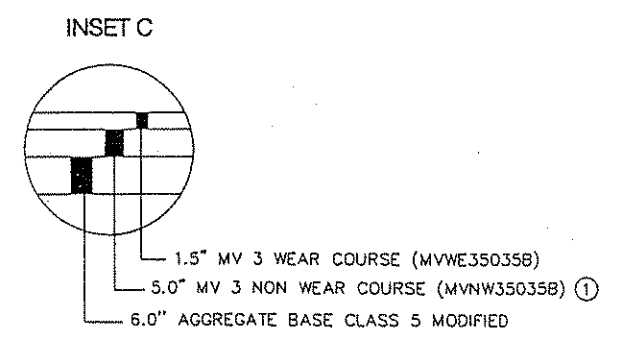 INSET C
1.5" MV 3 WEAR COURSE (MVWE35035B)
5.0" MV 3 NON WEAR COURSE (MVNW35035B) ①
6.0" AGGREGATE BASE CLASS 5 MODIFIED